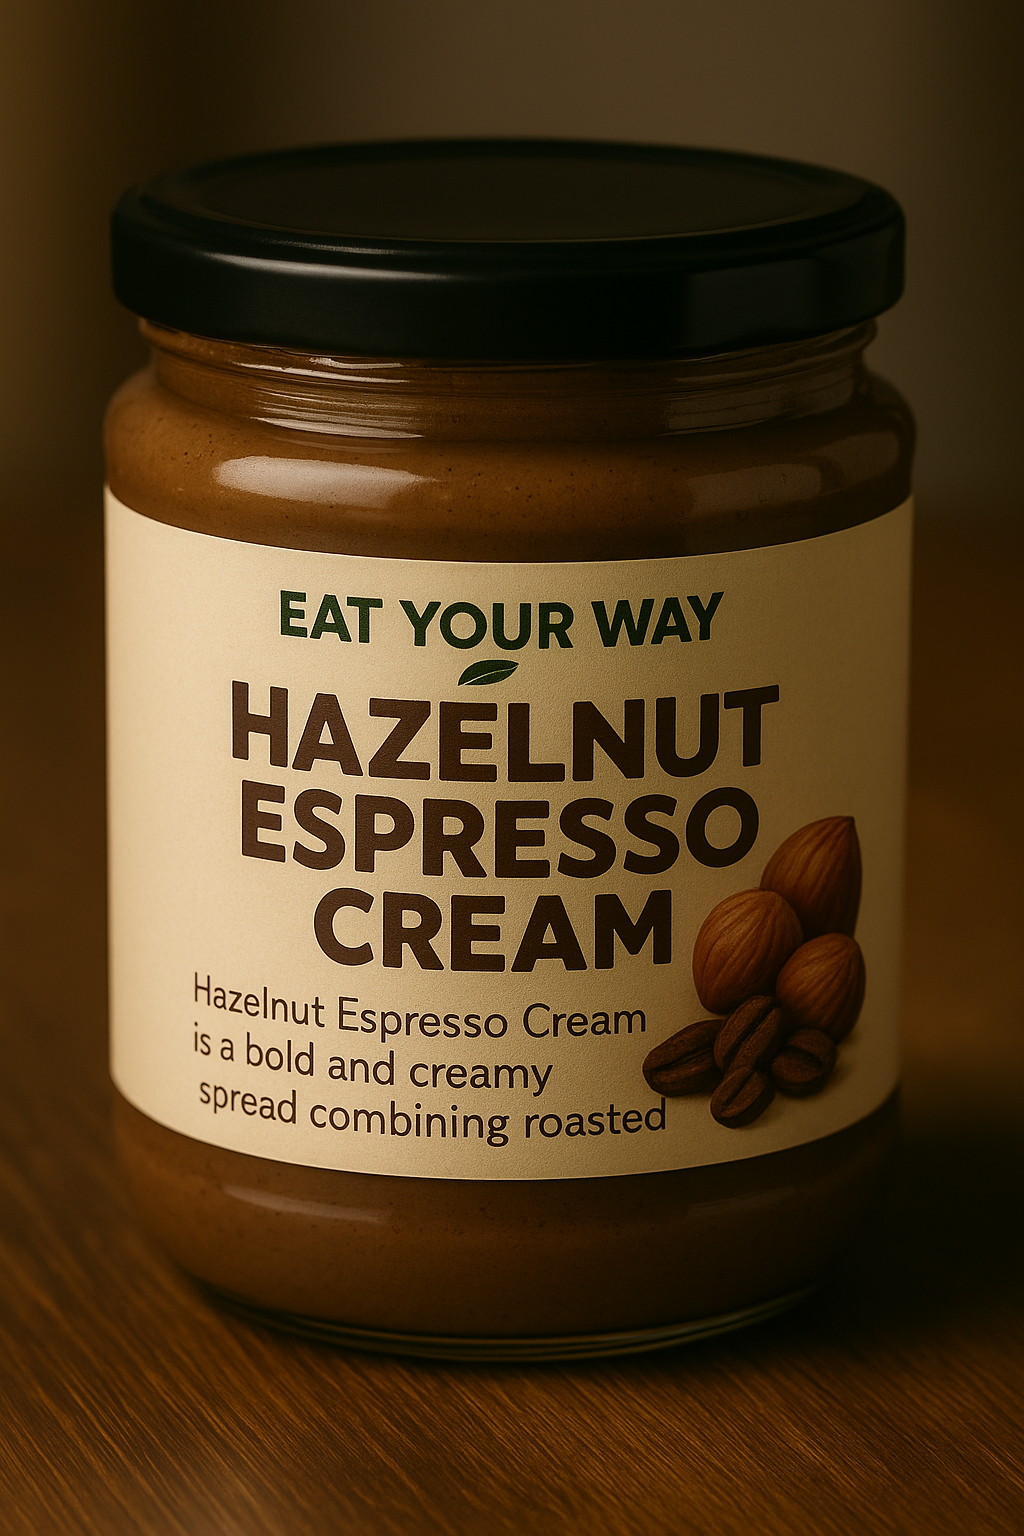 EAT YOUR WAY
HAZELNUT
ESPRESSO
CREAM
Hazelnut Espresso Cream
is a bold and creamy
spread combining roasted